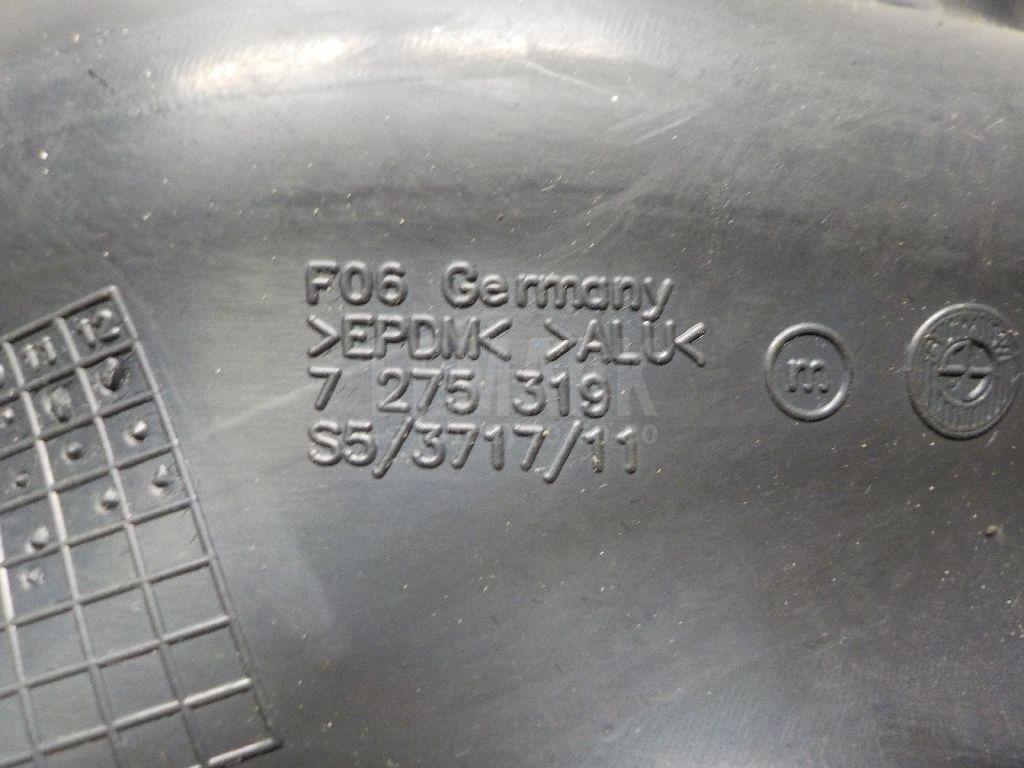 F06 Germany
>EPDM< >ALU<
7 275 319
S5/3717/11
m
11 12